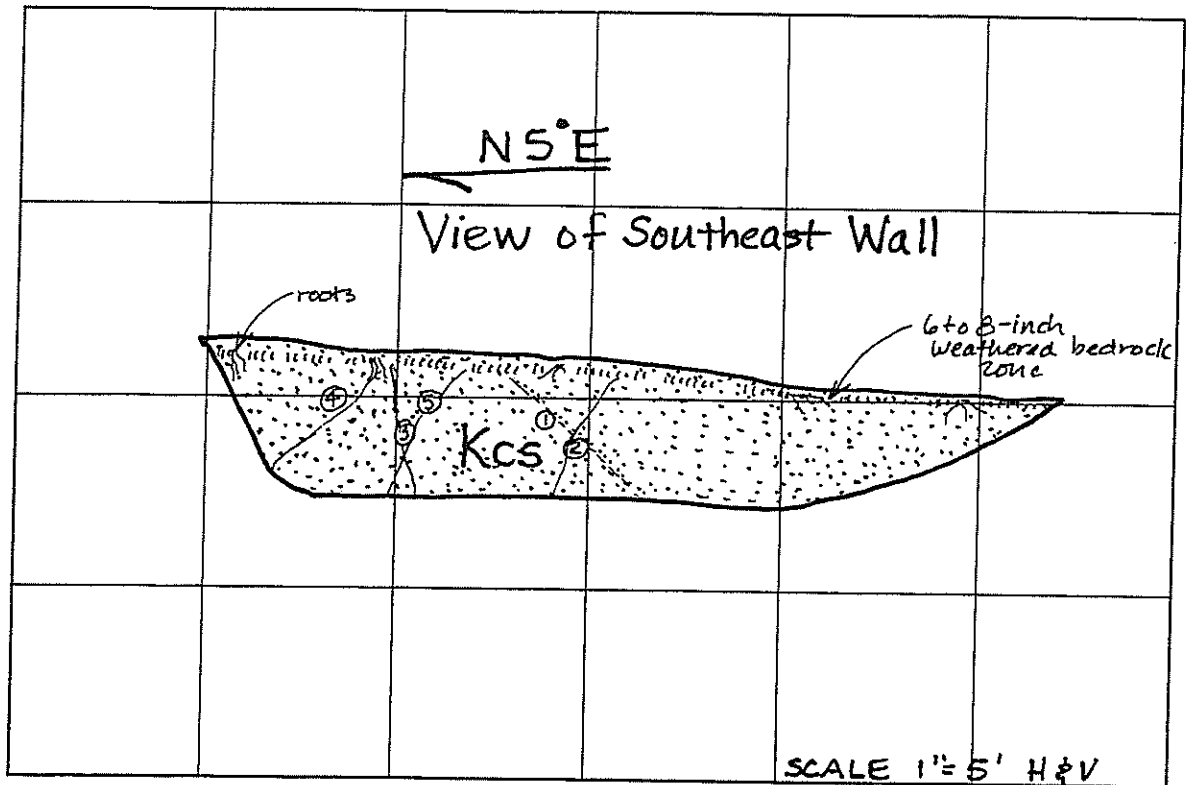 N5°E
View of Southeast Wall
roots
6 to 8-inch
weathered bedrock
zone
④
⑤
①
③
Kcs
②
SCALE 1"=5' H&V